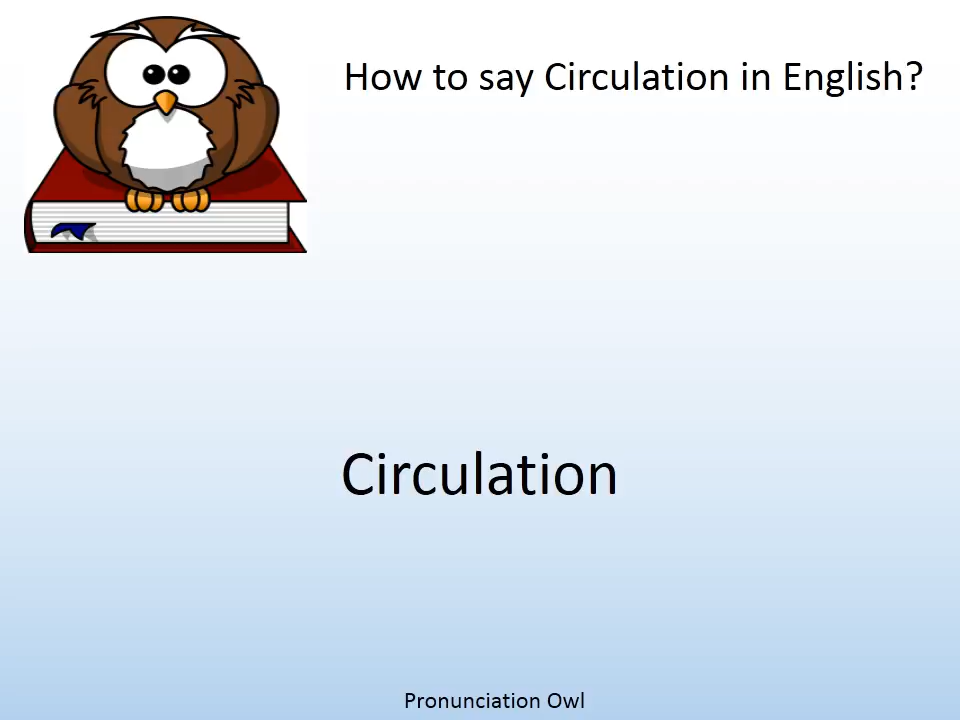 How to say Circulation in English?
Circulation
Pronunciation Owl